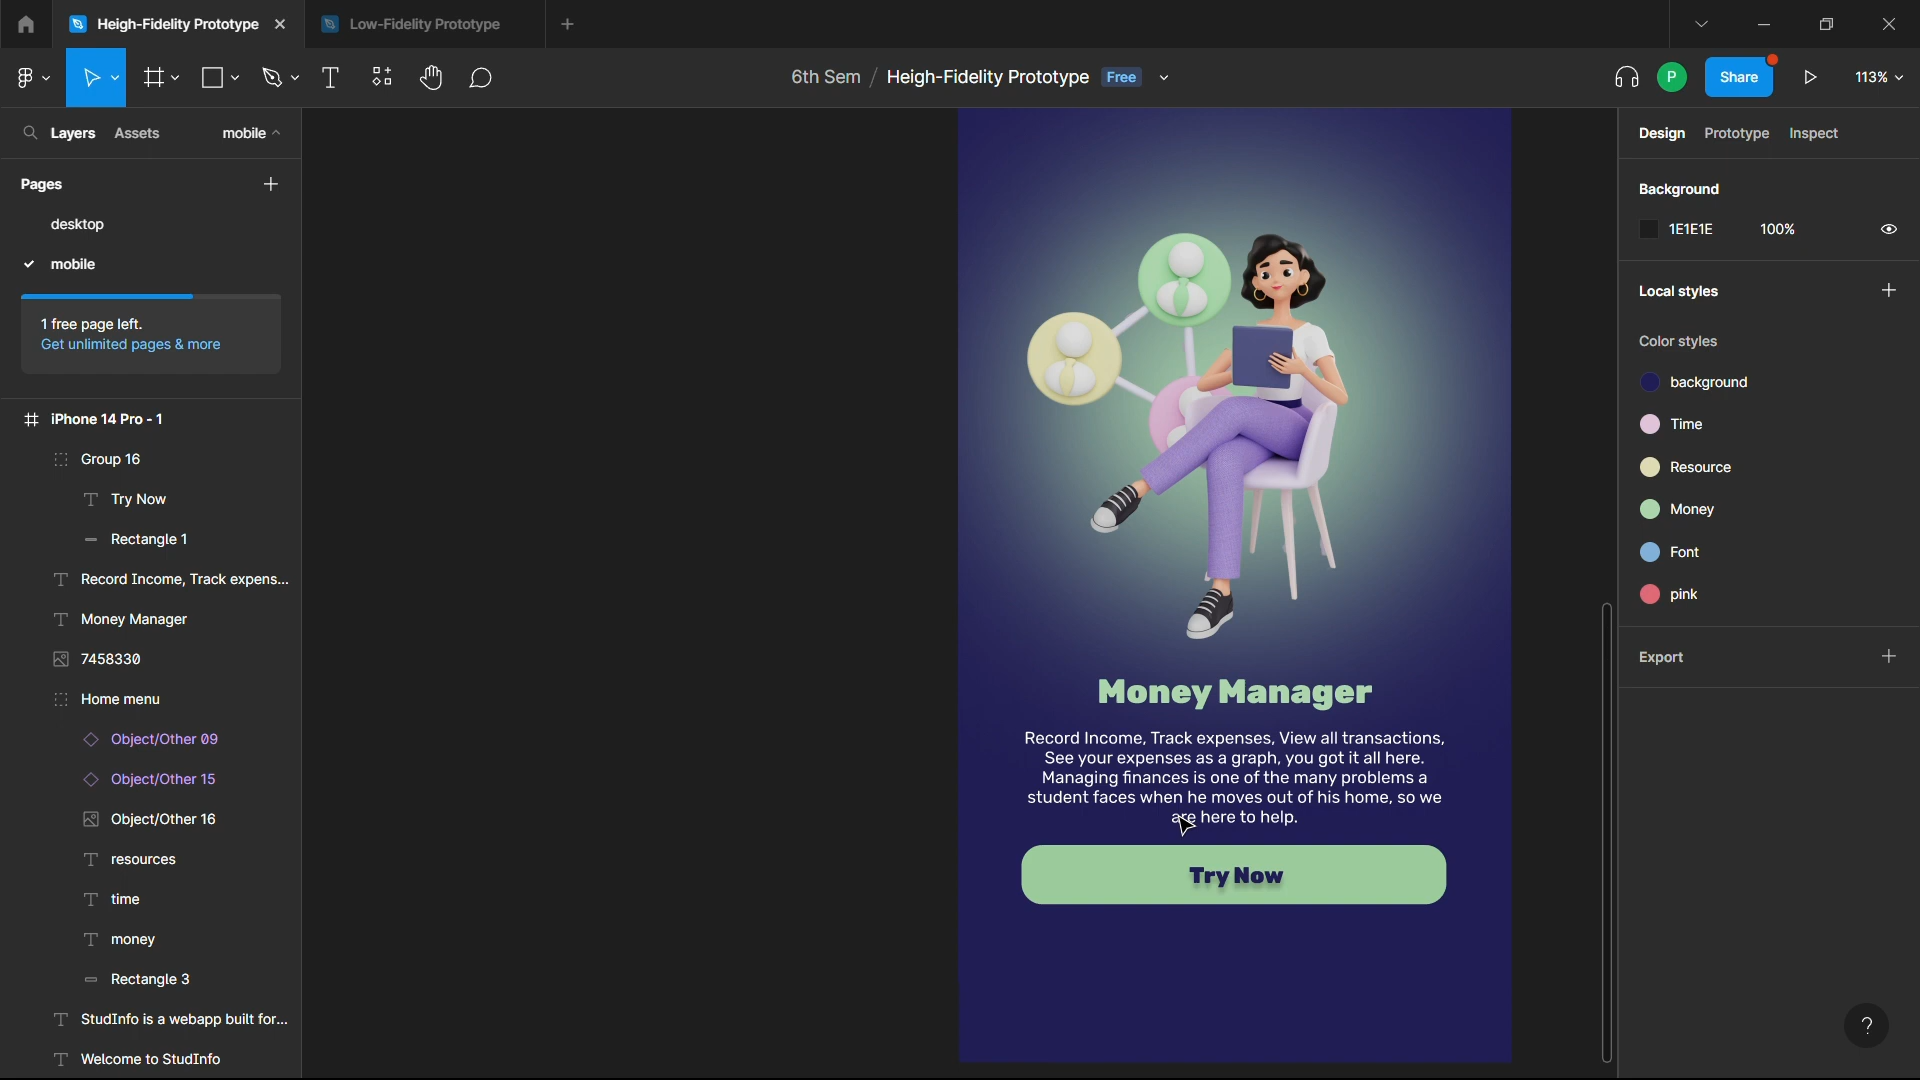 Heigh-Fidelity Prototype
Low-Fidelity Prototype
6th Sem / Heigh-Fidelity Prototype Free
P
Share
113%
Layers Assets mobile
Pages
desktop
mobile
1 free page left.
Get unlimited pages & more
iPhone 14 Pro - 1
Group 16
Try Now
Rectangle 1
Record Income, Track expens...
Money Manager
7458330
Home menu
Object/Other 09
Object/Other 15
Object/Other 16
resources
time
money
Rectangle 3
StudInfo is a webapp built for...
Welcome to StudInfo
Money Manager
Record Income, Track expenses, View all transactions,
See your expenses as a graph, you got it all here.
Managing finances is one of the many problems a
student faces when he moves out of his home, so we
are here to help.
Try Now
Design Prototype Inspect
Background
1E1E1E 100%
Local styles
Color styles
background
Time
Resource
Money
Font
pink
Export
?